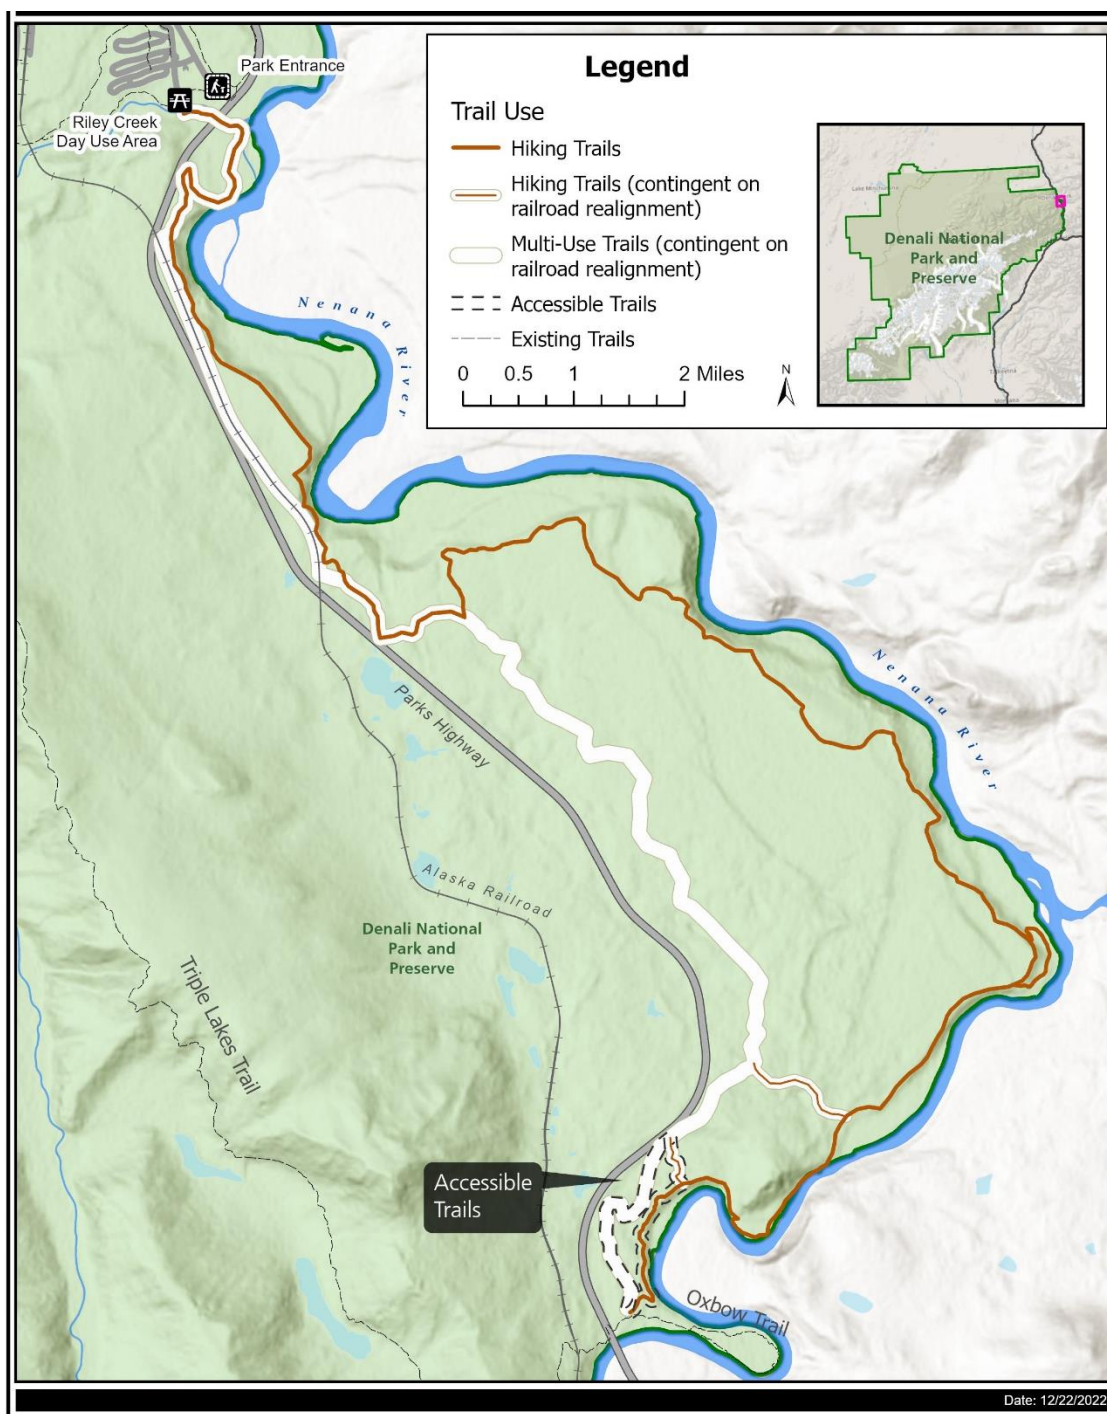 Park Entrance
Riley Creek
Day Use Area
Legend
Trail Use
Hiking Trails
Hiking Trails (contingent on
railroad realignment)
Multi-Use Trails (contingent on
railroad realignment)
Accessible Trails
Existing Trails
0 0.5 1 2 Miles
N
Denali National
Park and
Preserve
Nenana River
Nenana River
Parks Highway
Alaska Railroad
Denali National
Park and
Preserve
Triple Lakes Trail
Accessible
Trails
Oxbow Trail
Date: 12/22/2022